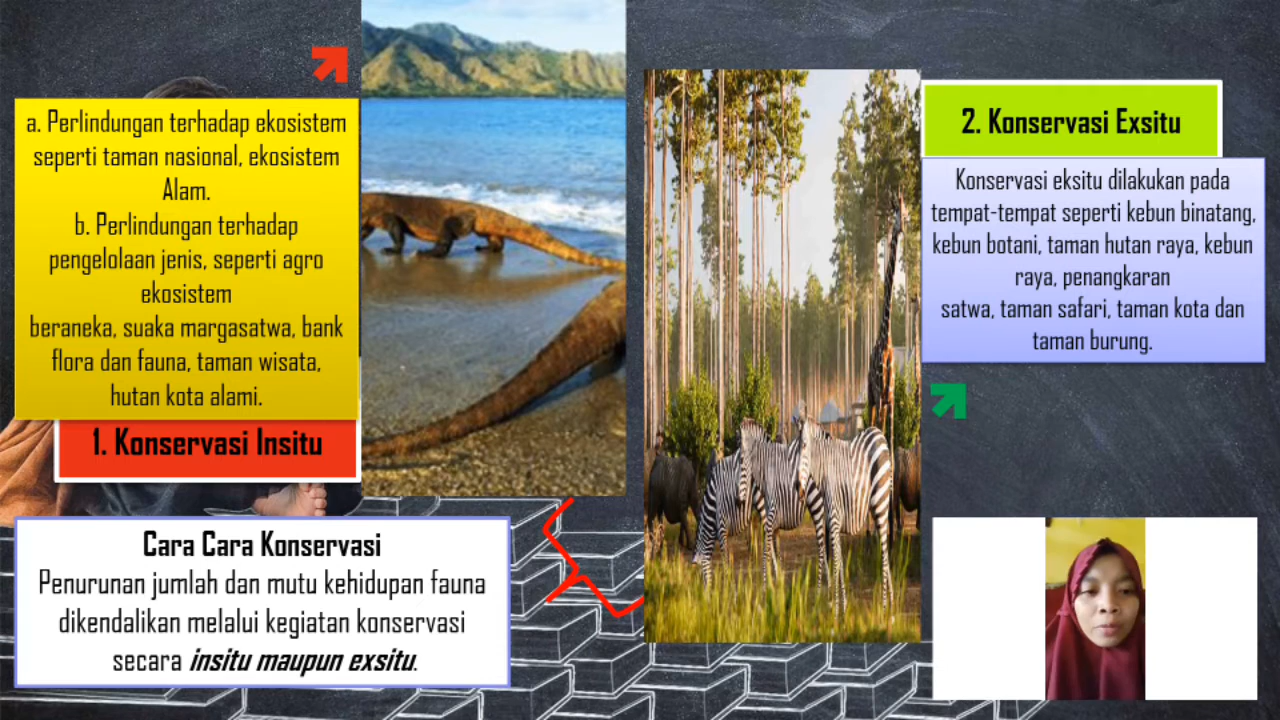 a. Perlindungan terhadap ekosistem
seperti taman nasional, ekosistem
Alam.
b. Perlindungan terhadap
pengelolaan jenis, seperti agro
ekosistem
beraneka, suaka margasatwa, bank
flora dan fauna, taman wisata,
hutan kota alami.
1. Konservasi Insitu
Cara Cara Konservasi
Penurunan jumlah dan mutu kehidupan fauna
dikendalikan melalui kegiatan konservasi
secara insitu maupun exsitu.
2. Konservasi Exsitu
Konservasi eksitu dilakukan pada
tempat-tempat seperti kebun binatang,
kebun botani, taman hutan raya, kebun
raya, penangkaran
satwa, taman safari, taman kota dan
taman burung.